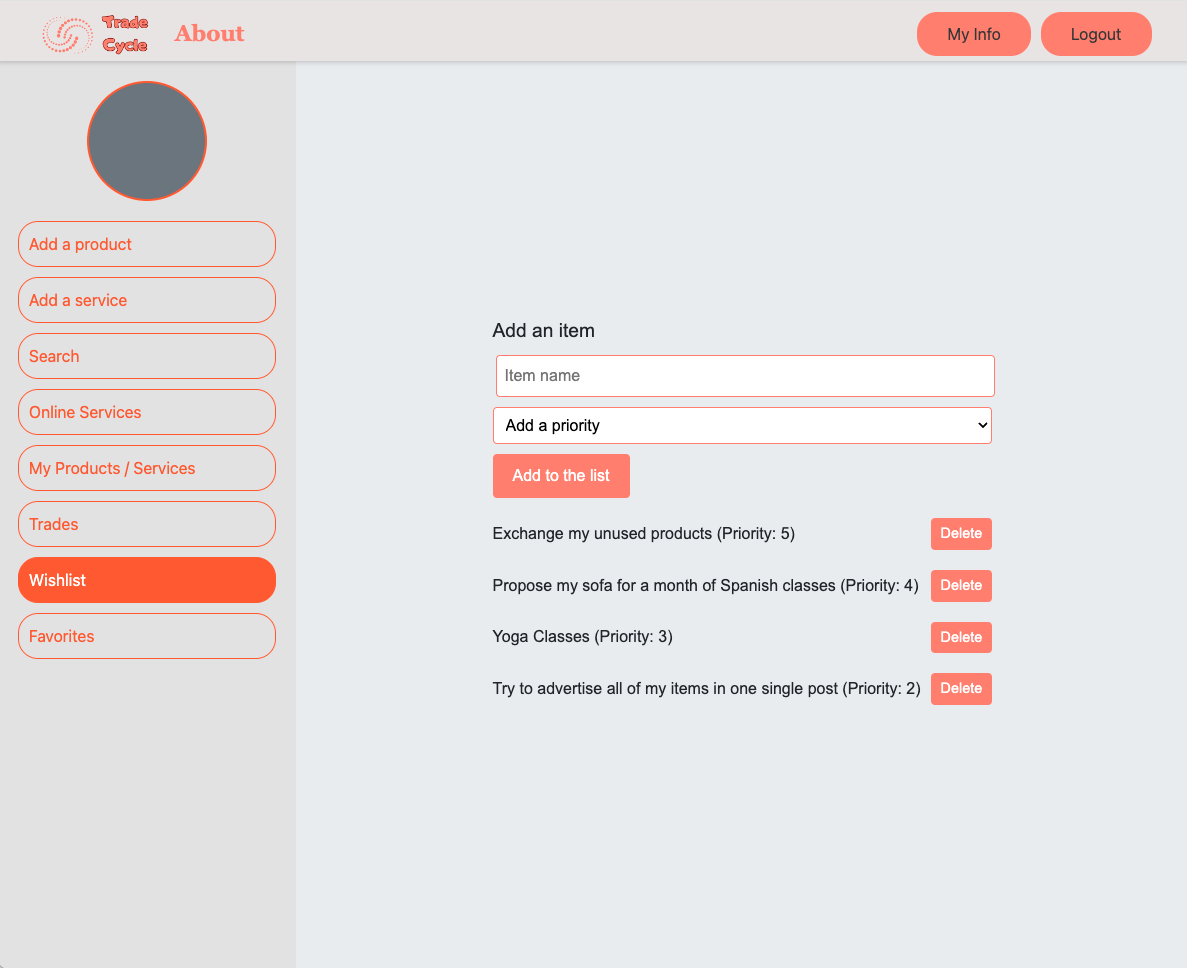 Trade
Cycle
About
My Info
Logout
Add a product
Add a service
Search
Online Services
My Products / Services
Trades
Wishlist
Favorites
Add an item
Item name
Add a priority
Add to the list
Exchange my unused products (Priority: 5)
Delete
Propose my sofa for a month of Spanish classes (Priority: 4)
Delete
Yoga Classes (Priority: 3)
Delete
Try to advertise all of my items in one single post (Priority: 2)
Delete